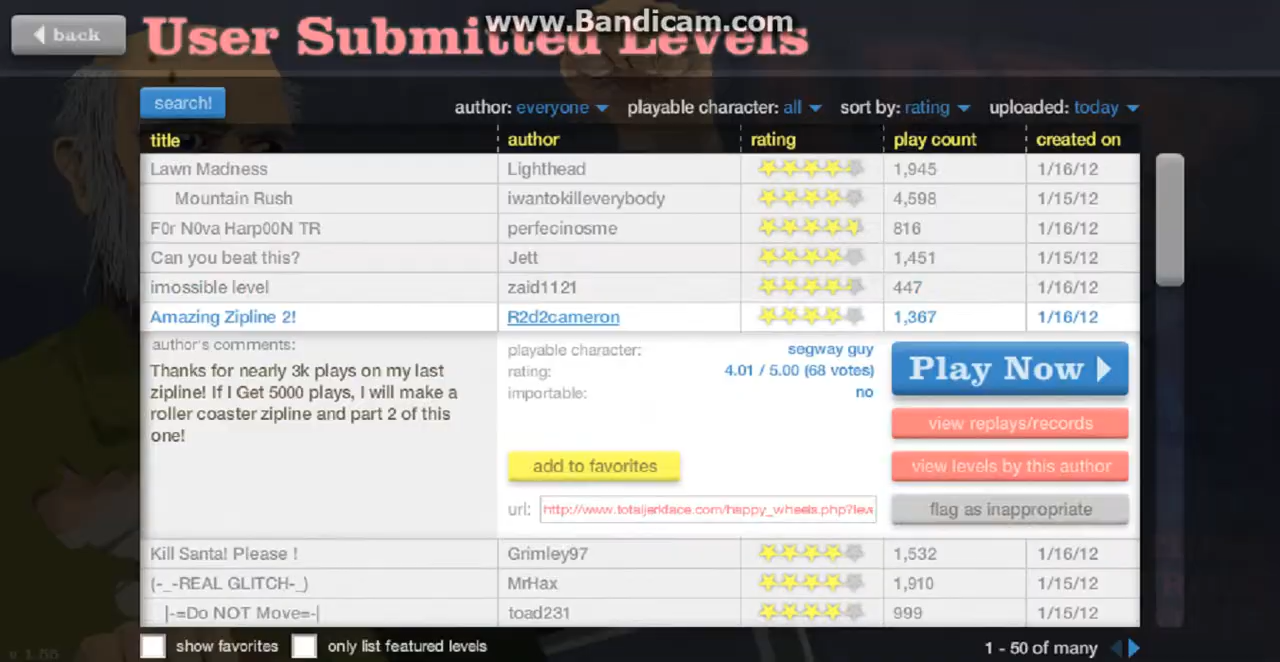 www.Bandicam.com
back
User Submitted Levels
search!
author: everyone playable character: all sort by: rating uploaded: today
title author rating play count created on
Lawn Madness Lighthead 1,945 1/16/12
Mountain Rush iwantokilleverybody 4,598 1/15/12
F0r N0va Harp00N TR perfecinosme 816 1/16/12
Can you beat this? Jett 1,451 1/15/12
imossible level zaid1121 447 1/16/12
Amazing Zipline 2! R2d2cameron 1,367 1/16/12
author's comments:
Thanks for nearly 3k plays on my last
zipline! If I Get 5000 plays, I will make a
roller coaster zipline and part 2 of this
one!
playable character: segway guy
rating: 4.01 / 5.00 (68 votes)
importable: no
add to favorites
url: http://www.totaljerkface.com/happy_wheels.php?lev
Play Now
view replays/records
view levels by this author
flag as inappropriate
Kill Santa! Please ! Grimley97 1,532 1/16/12
(-_-REAL GLITCH-_) MrHax 1,910 1/15/12
|-=Do NOT Move=-| toad231 999 1/15/12
show favorites only list featured levels 1 - 50 of many